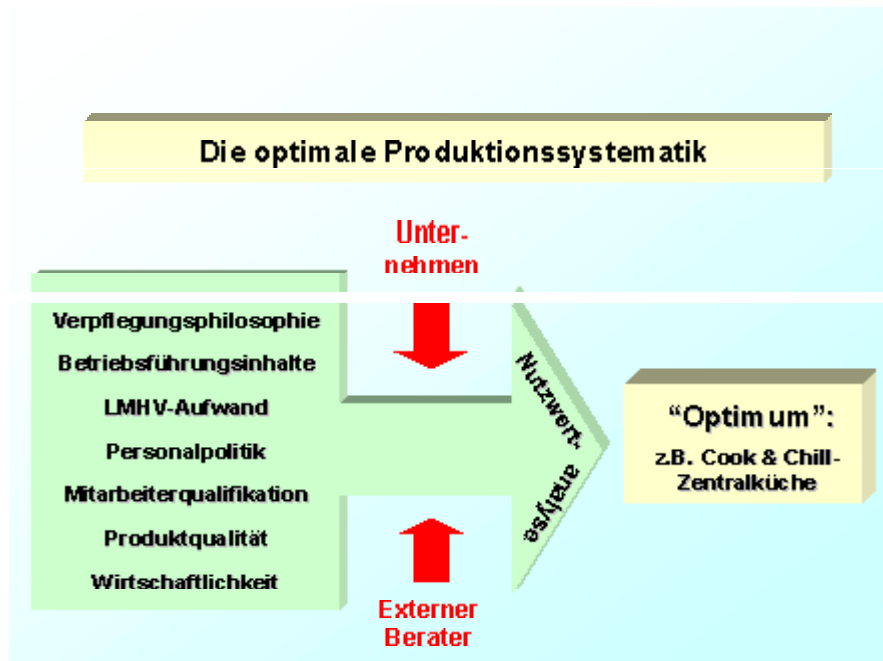 Die optimale Produktionssystematik
Unter-
nehmen
Verpflegungsphilosophie
Betriebsführungsinhalte
LMHV-Aufwand
Personalpolitik
Mitarbeiterqualifikation
Produktqualität
Wirtschaftlichkeit
Nutzwert-
analyse
Externer
Berater
“Optimum”:
z.B. Cook & Chill-
Zentralküche